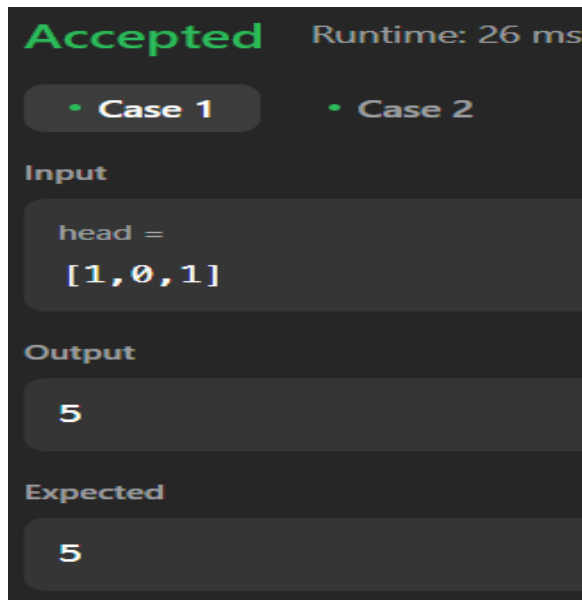 Accepted Runtime: 26 ms
• Case 1 • Case 2
Input
head =
[1,0,1]
Output
5
Expected
5